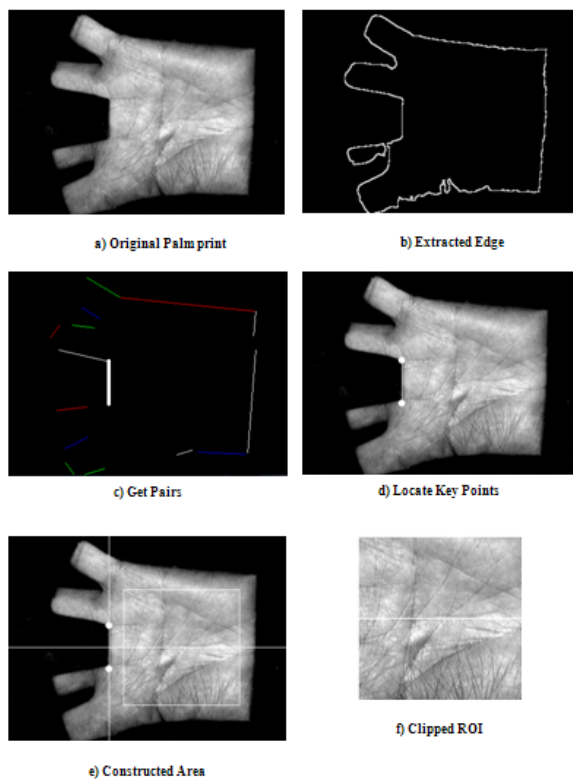 a) Original Palm print
b) Extracted Edge
c) Get Pairs
d) Locate Key Points
e) Constructed Area
f) Clipped ROI